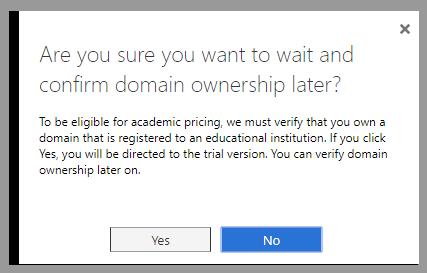 Are you sure you want to wait and
confirm domain ownership later?
To be eligible for academic pricing, we must verify that you own a
domain that is registered to an educational institution. If you click
Yes, you will be directed to the trial version. You can verify domain
ownership later on.
Yes No